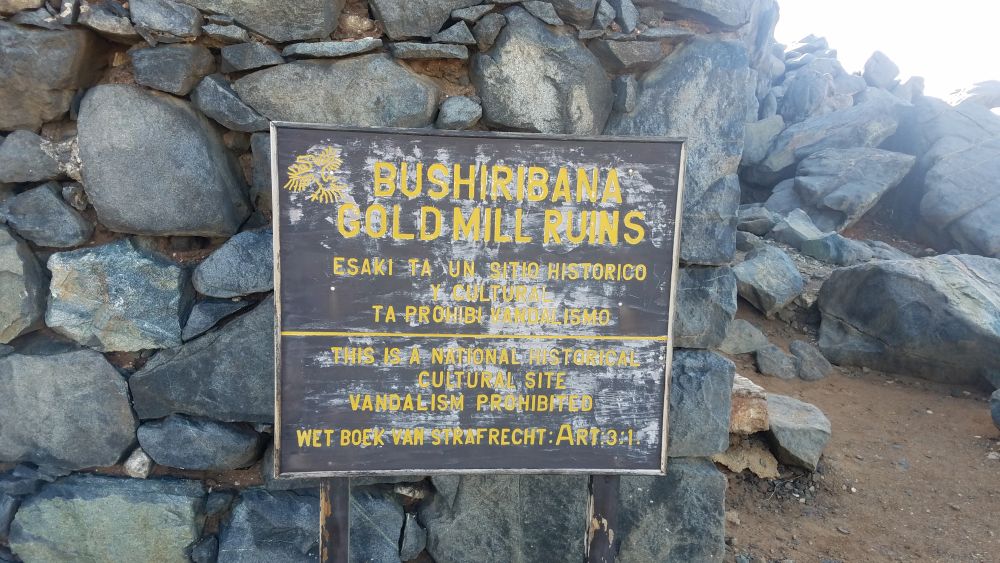 BUSHIRIBANA
GOLD MILL RUINS
ESAKI TA UN SITIO HISTORICO
Y CULTURAL
TA PROHIBI VANDALISMO
THIS IS A NATIONAL HISTORICAL
CULTURAL SITE
VANDALISM PROHIBITED
WET BOEK VAN STRAFRECHT: ART: 3:1.